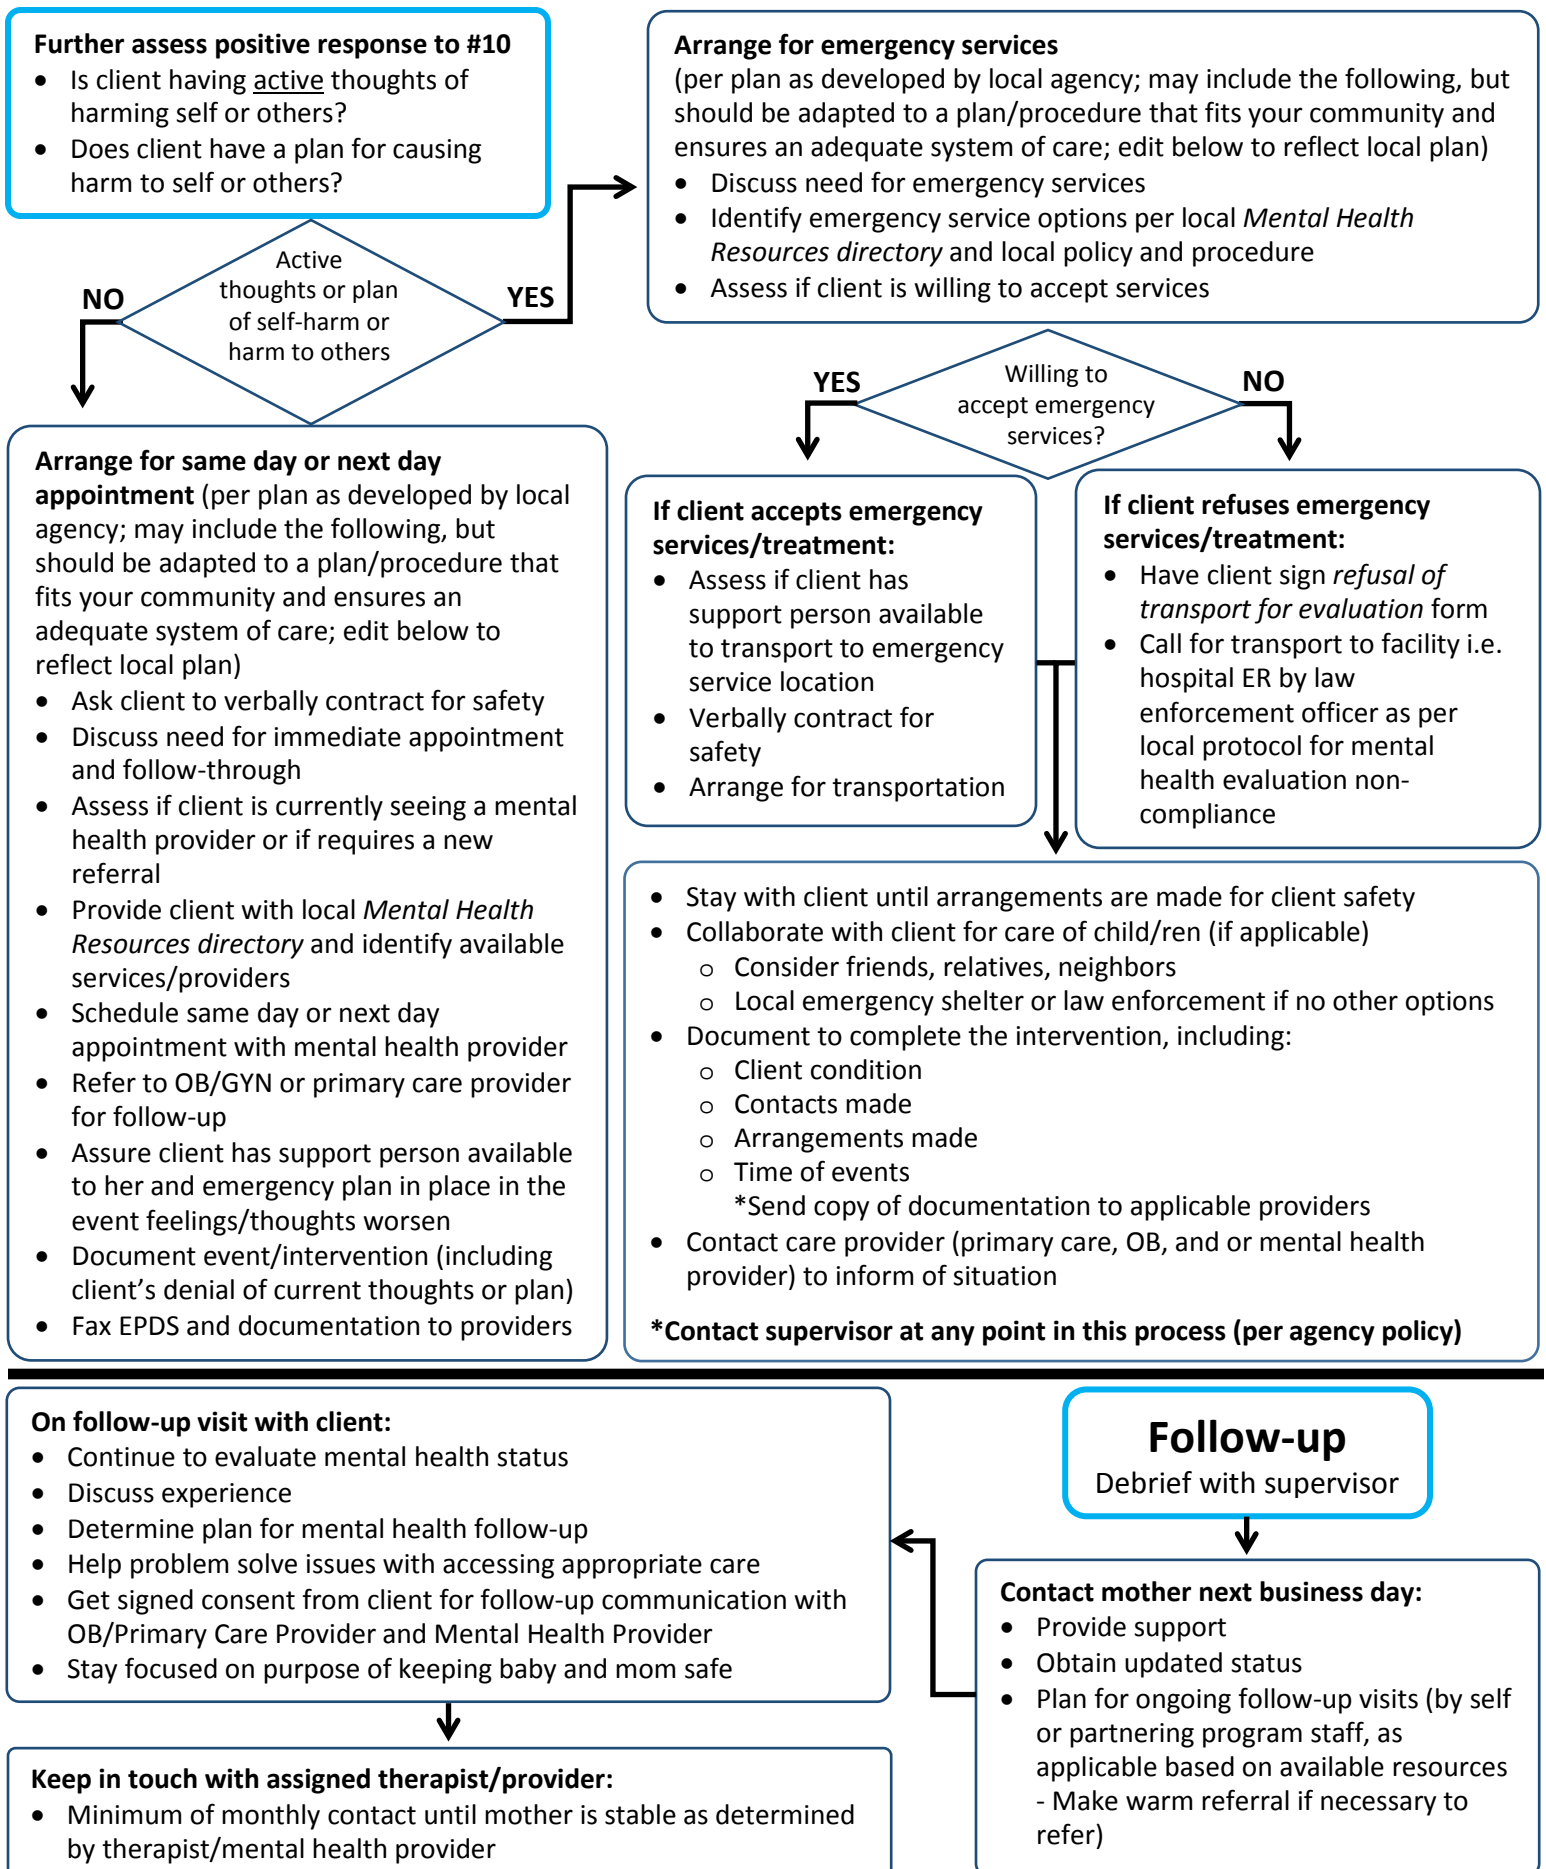 Further assess positive response to #10
• Is client having active thoughts of
harming self or others?
• Does client have a plan for causing
harm to self or others?
Active
thoughts or plan
of self-harm or
harm to others
NO
YES
Arrange for emergency services
(per plan as developed by local agency; may include the following, but
should be adapted to a plan/procedure that fits your community and
ensures an adequate system of care; edit below to reflect local plan)
• Discuss need for emergency services
• Identify emergency service options per local Mental Health
Resources directory and local policy and procedure
• Assess if client is willing to accept services
Willing to
accept emergency
services?
YES
NO
Arrange for same day or next day
appointment (per plan as developed by local
agency; may include the following, but
should be adapted to a plan/procedure that
fits your community and ensures an
adequate system of care; edit below to
reflect local plan)
• Ask client to verbally contract for safety
• Discuss need for immediate appointment
and follow-through
• Assess if client is currently seeing a mental
health provider or if requires a new
referral
• Provide client with local Mental Health
Resources directory and identify available
services/providers
• Schedule same day or next day
appointment with mental health provider
• Refer to OB/GYN or primary care provider
for follow-up
• Assure client has support person available
to her and emergency plan in place in the
event feelings/thoughts worsen
• Document event/intervention (including
client’s denial of current thoughts or plan)
• Fax EPDS and documentation to providers
If client accepts emergency
services/treatment:
• Assess if client has
support person available
to transport to emergency
service location
• Verbally contract for
safety
• Arrange for transportation
If client refuses emergency
services/treatment:
• Have client sign refusal of
transport for evaluation form
• Call for transport to facility i.e.
hospital ER by law
enforcement officer as per
local protocol for mental
health evaluation non-
compliance
• Stay with client until arrangements are made for client safety
• Collaborate with client for care of child/ren (if applicable)
o Consider friends, relatives, neighbors
o Local emergency shelter or law enforcement if no other options
• Document to complete the intervention, including:
o Client condition
o Contacts made
o Arrangements made
o Time of events
*Send copy of documentation to applicable providers
• Contact care provider (primary care, OB, and or mental health
provider) to inform of situation
*Contact supervisor at any point in this process (per agency policy)
Follow-up
Debrief with supervisor
Contact mother next business day:
• Provide support
• Obtain updated status
• Plan for ongoing follow-up visits (by self
or partnering program staff, as
applicable based on available resources
- Make warm referral if necessary to
refer)
On follow-up visit with client:
• Continue to evaluate mental health status
• Discuss experience
• Determine plan for mental health follow-up
• Help problem solve issues with accessing appropriate care
• Get signed consent from client for follow-up communication with
OB/Primary Care Provider and Mental Health Provider
• Stay focused on purpose of keeping baby and mom safe
Keep in touch with assigned therapist/provider:
• Minimum of monthly contact until mother is stable as determined
by therapist/mental health provider